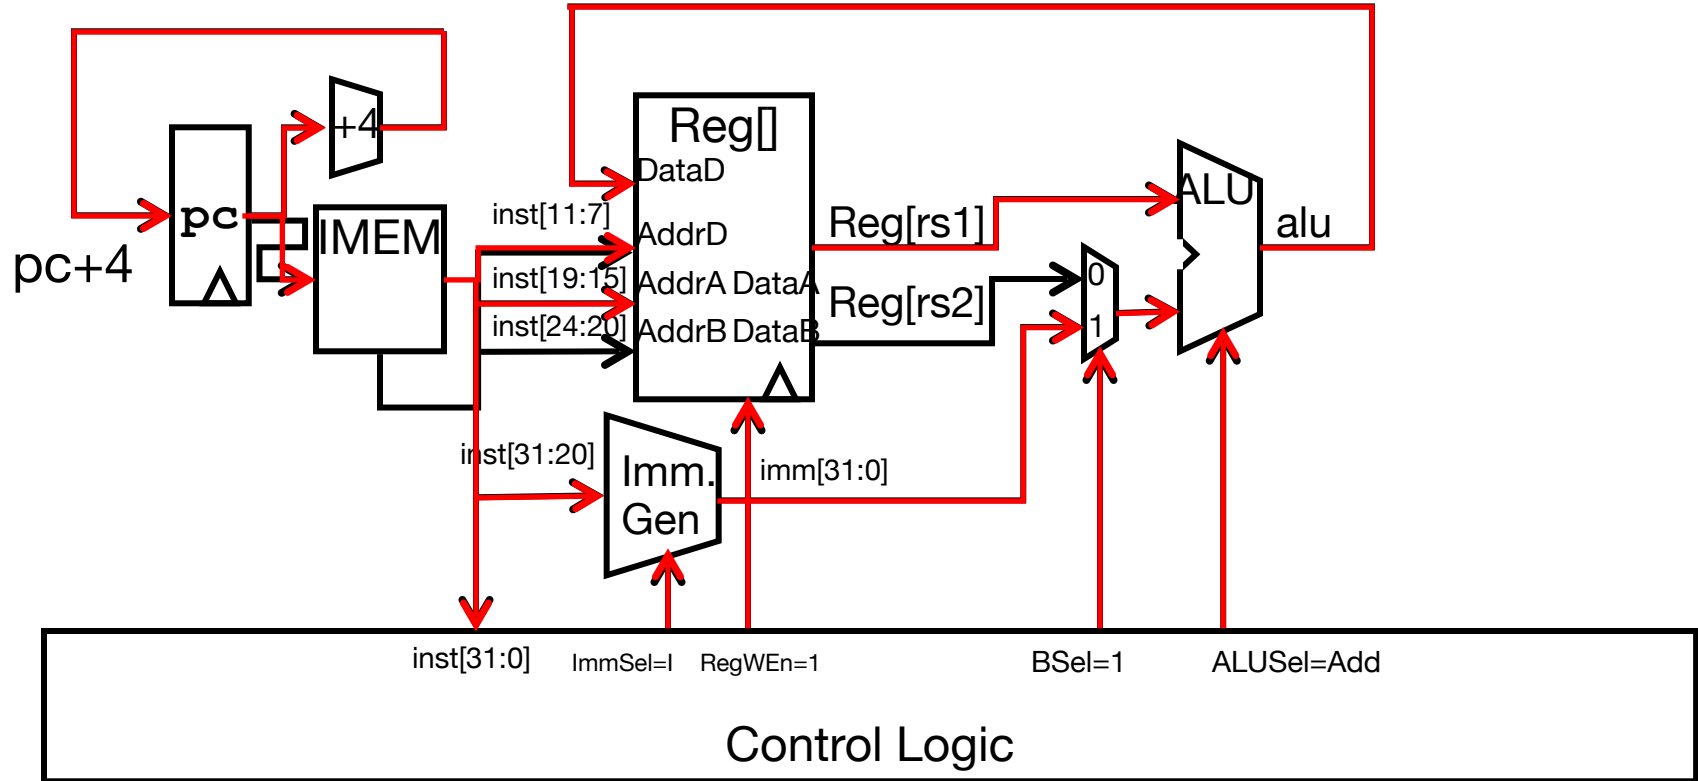 +4
Reg[]
DataD
pc
IMEM
inst[11:7]
AddrD
Reg[rs1]
ALU
alu
pc+4
inst[19:15]
AddrA DataA
0
Reg[rs2]
inst[24:20]
AddrB DataB
1
inst[31:20]
Imm.
Gen
imm[31:0]
inst[31:0]
ImmSel=I
RegWEn=1
BSel=1
ALUSel=Add
Control Logic